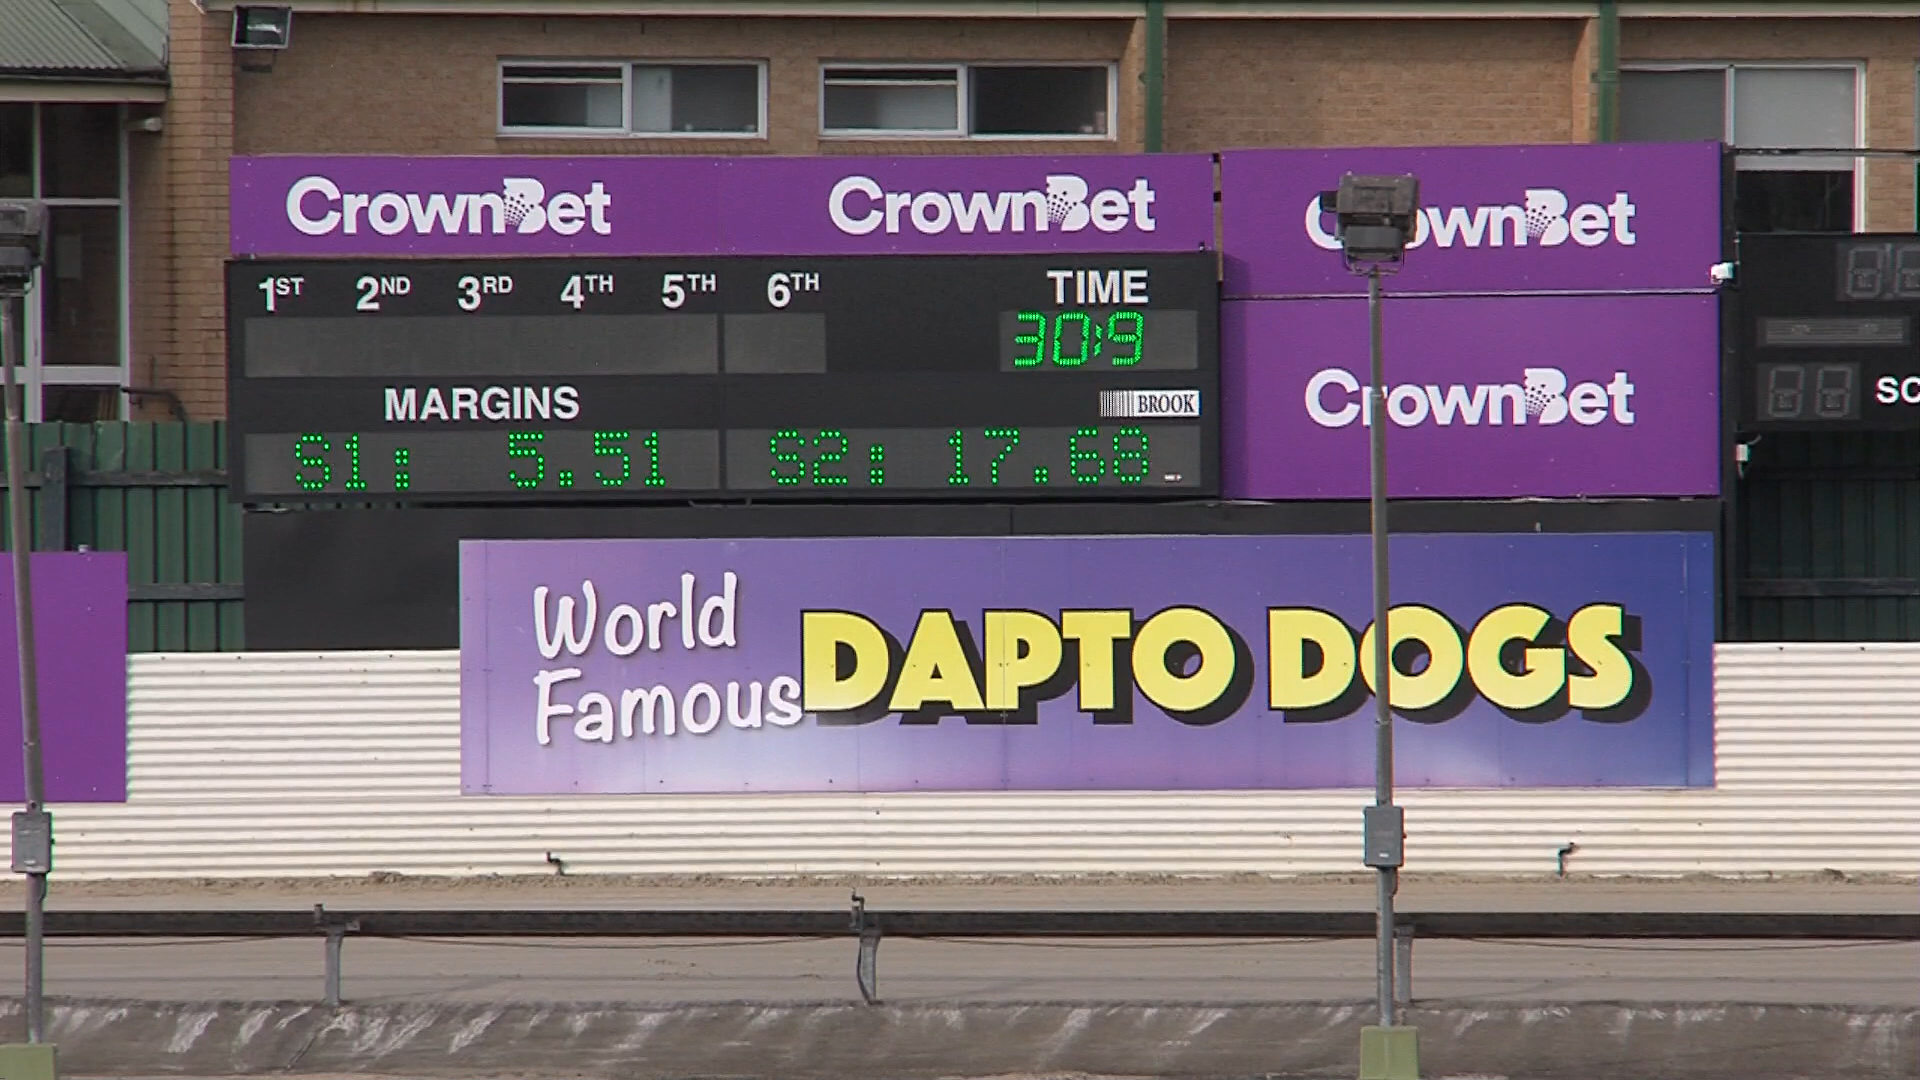 CrownBet CrownBet CrownBet
1ST 2ND 3RD 4TH 5TH 6TH TIME
30:9
CrownBet
MARGINS BROOK
S1: 5.51 S2: 17.68
World
Famous
DAPTO DOGS